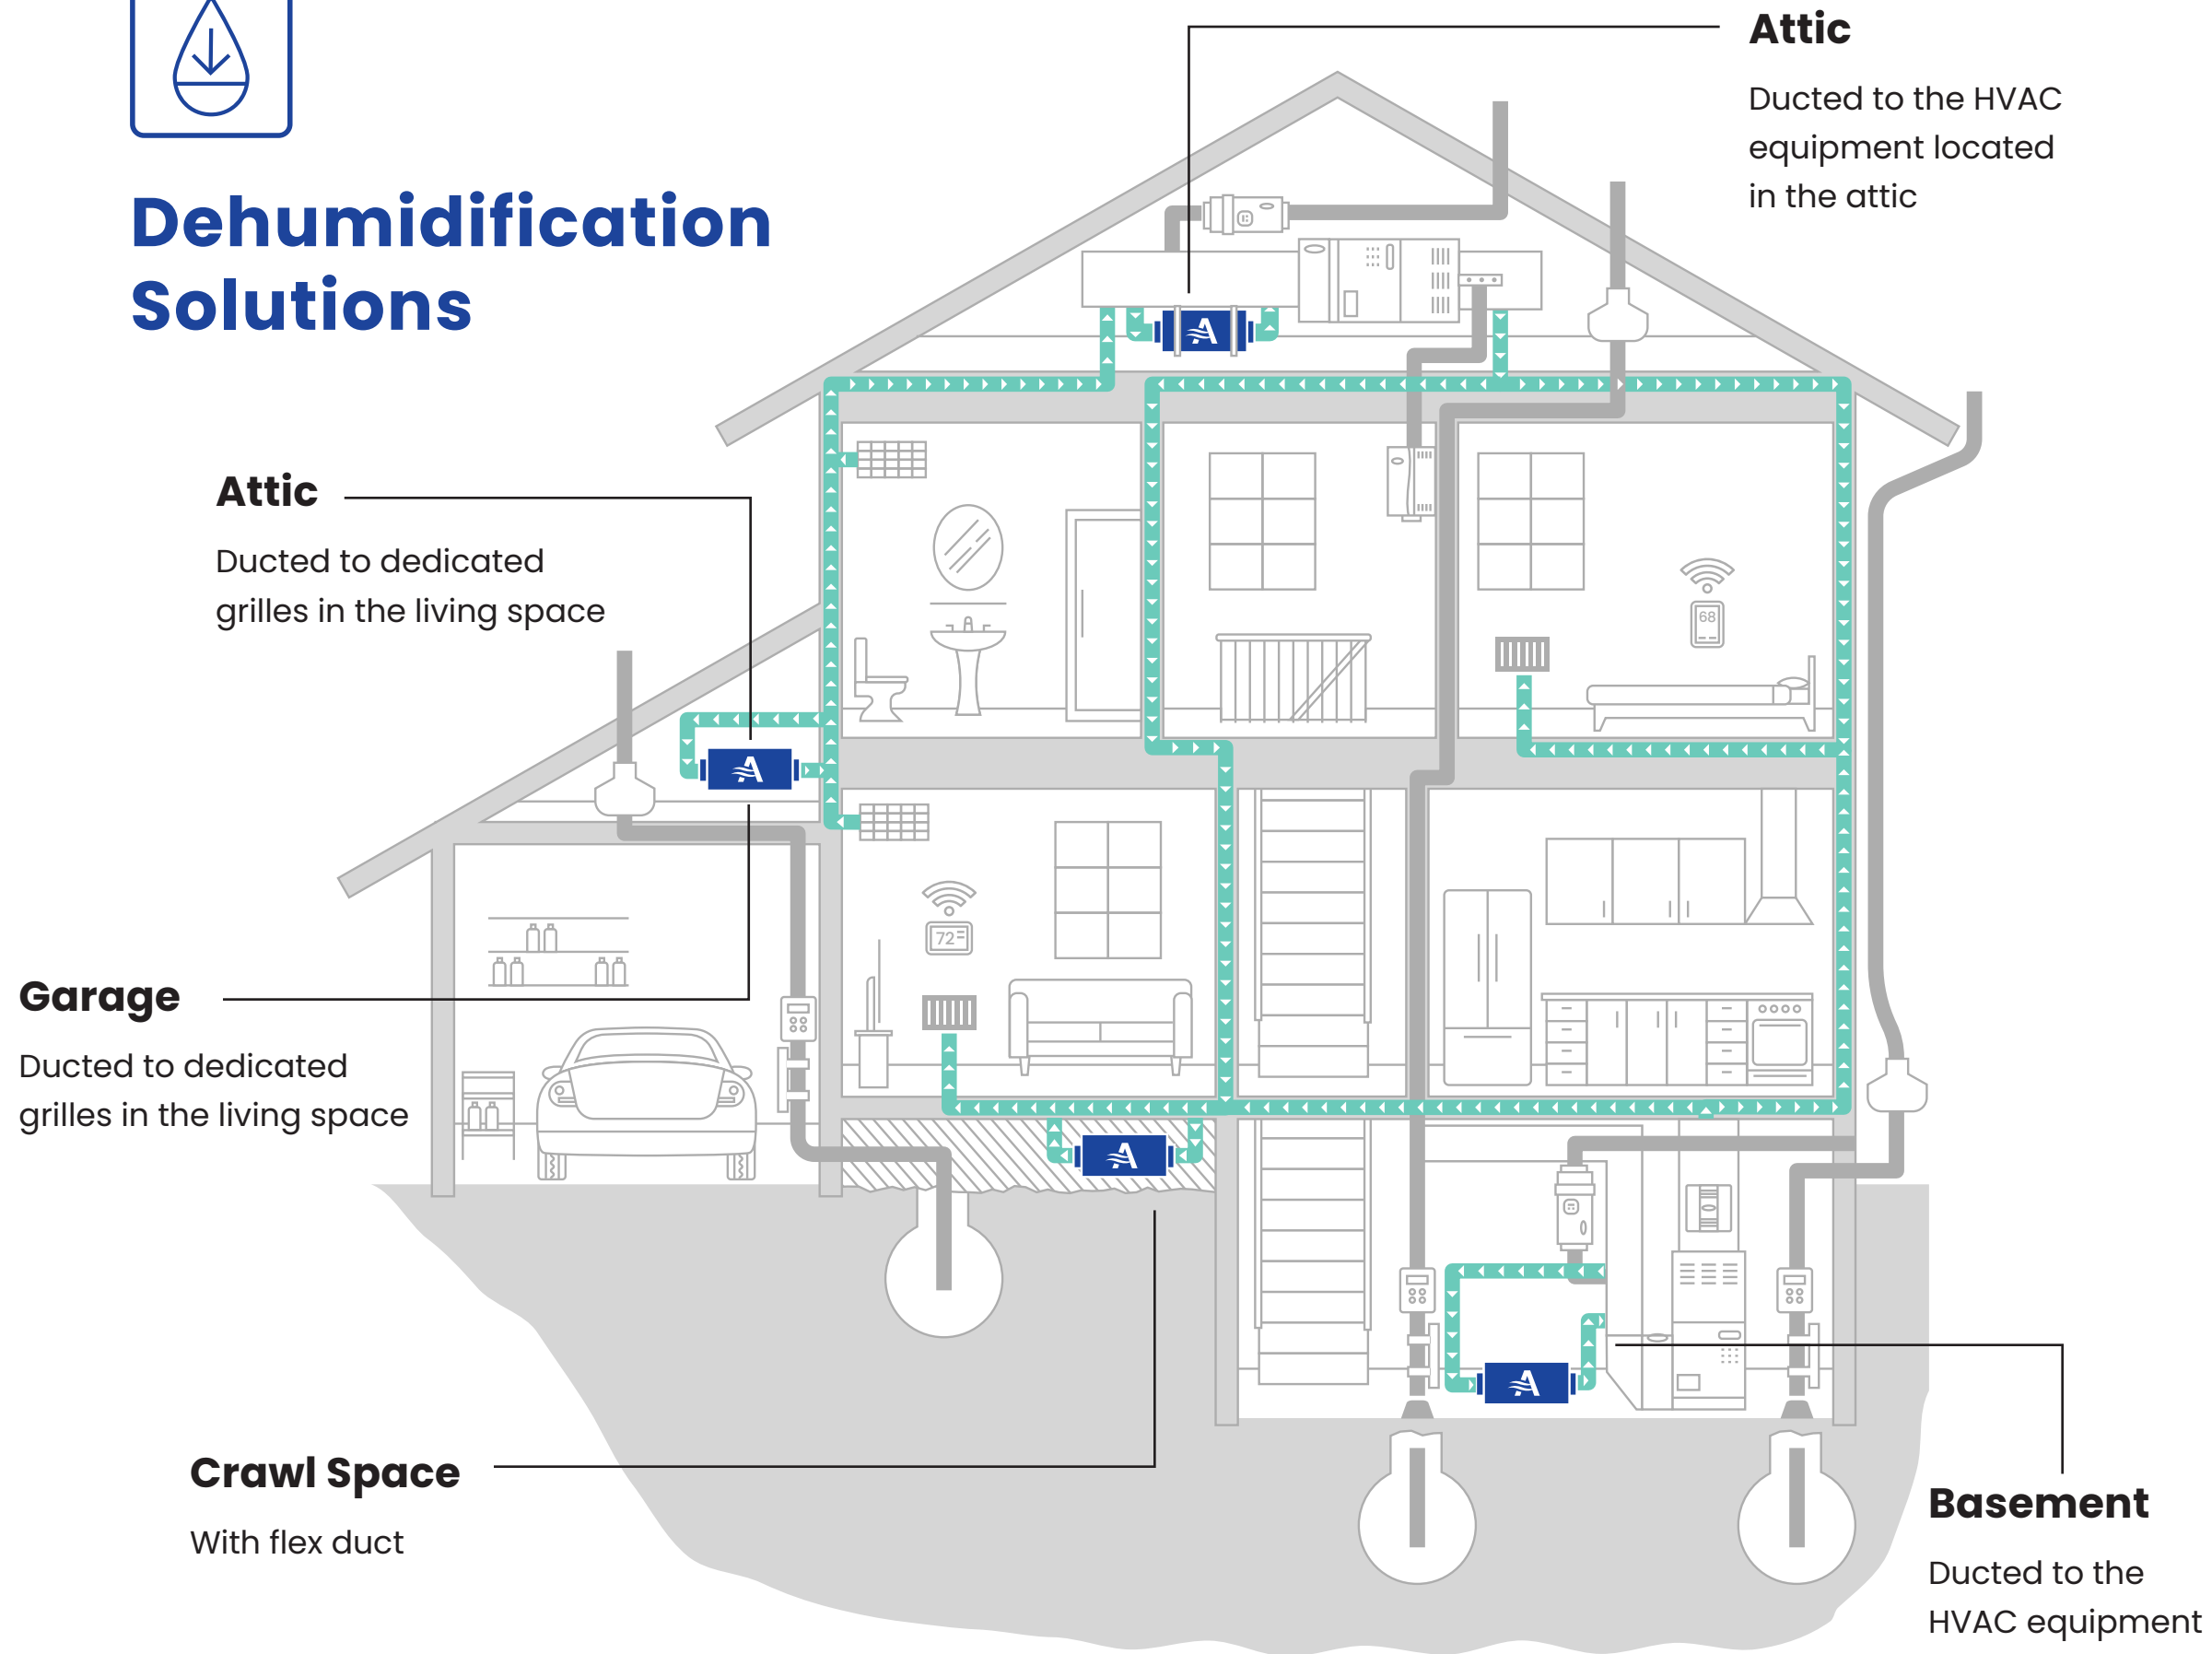 Dehumidification
Solutions
Attic
Ducted to the HVAC
equipment located
in the attic
Attic
Ducted to dedicated
grilles in the living space
68
72
Garage
Ducted to dedicated
grilles in the living space
Crawl Space
With flex duct
Basement
Ducted to the
HVAC equipment
A
A
A
A